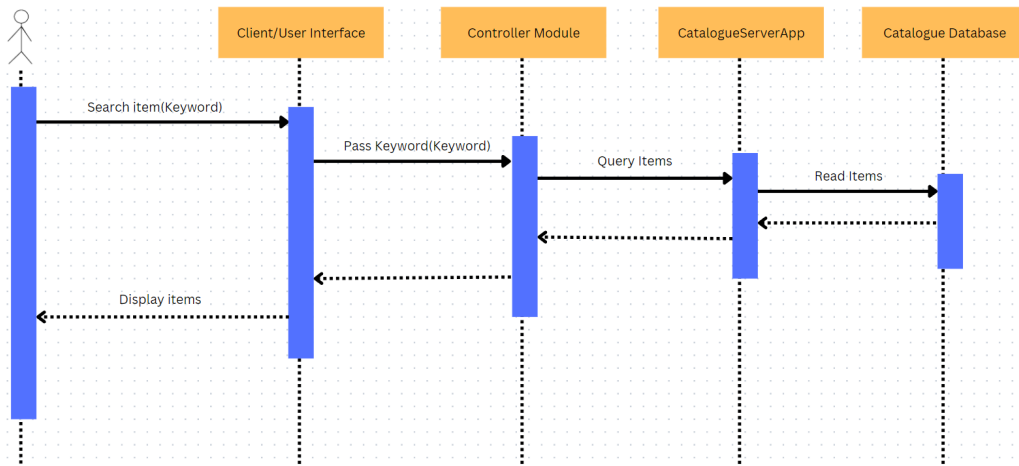 Client/User Interface
Controller Module
CatalogueServerApp
Catalogue Database
Search item(Keyword)
Pass Keyword(Keyword)
Query Items
Read Items
Display items